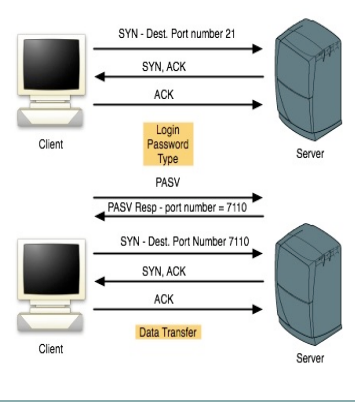 SYN - Dest. Port number 21
SYN, ACK
ACK
Client
Login
Password
Type
Server
PASV
PASV Resp - port number = 7110
SYN - Dest. Port Number 7110
SYN, ACK
ACK
Data Transfer
Client
Server